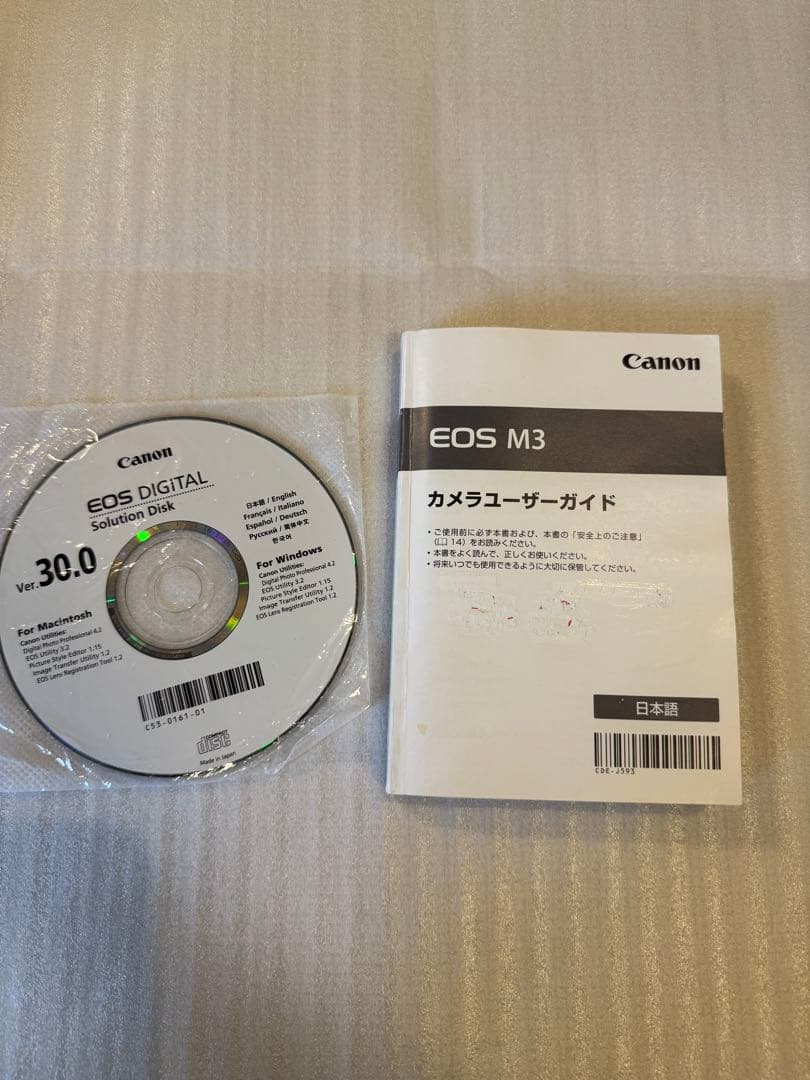 Canon
EOS DIGITAL
Solution Disk
Ver.30.0
日本語 / English
Français / Italiano
Español / Deutsch
Русский / 简体中文
한국어
For Windows
Canon Utilities:
Digital Photo Professional 4.2
EOS Utility 3.2
Picture Style Editor 1.15
Image Transfer Utility 1.2
EOS Lens Registration Tool 1.2
For Macintosh
Canon Utilities:
Digital Photo Professional 4.2
EOS Utility 3.2
Picture Style Editor 1.15
Image Transfer Utility 1.2
EOS Lens Registration Tool 1.2
C53-0161-01
COMPACT
disc
Made in Japan
Canon
EOS M3
カメラユーザーガイド
・ご使用前に必ず本書および、本書の「安全上のご注意」
（14）をお読みください。
・本書をよく読んで、正しくお使いください。
・将来いつでも使用できるように大切に保管してください。
日本語
CDE-J593